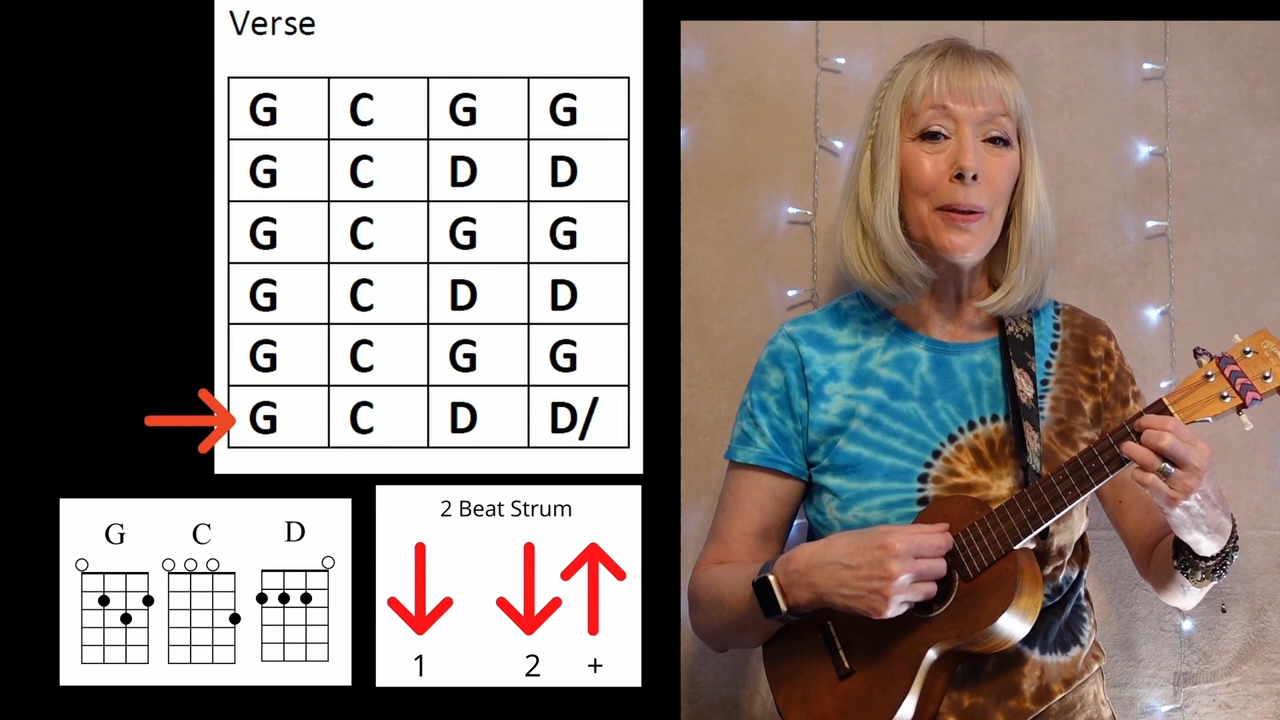 Verse
G C G G
G C D D
G C G G
G C D D
G C G G
G C D D/
G C D
2 Beat Strum
1 2 +